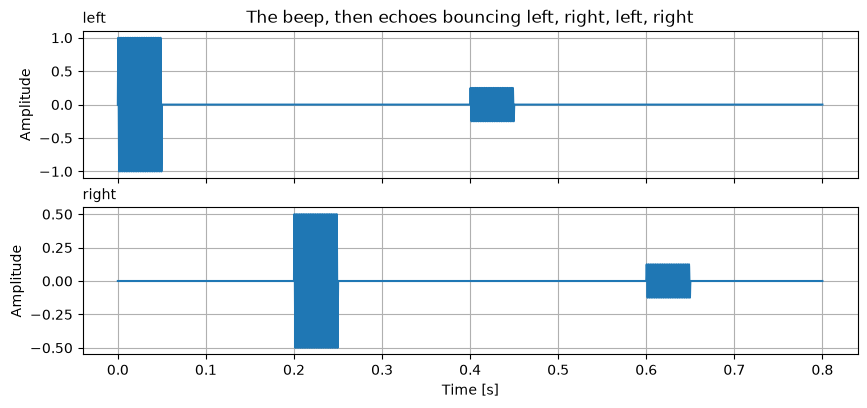 The beep, then echoes bouncing left, right, left, right
left
Amplitude
1.0
0.5
0.0
−0.5
−1.0
right
Amplitude
0.50
0.25
0.00
−0.25
−0.50
0.0 0.1 0.2 0.3 0.4 0.5 0.6 0.7 0.8
Time [s]